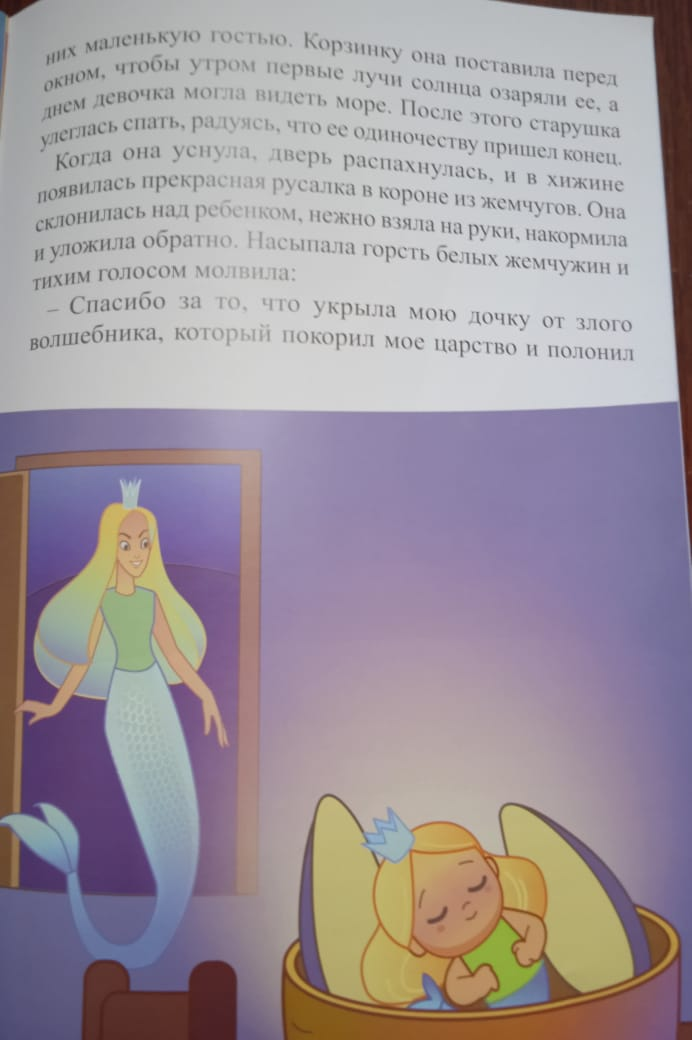 них маленькую гостью. Корзинку она поставила перед
окном, чтобы утром первые лучи солнца озаряли ее, а
днем девочка могла видеть море. После этого старушка
улеглась спать, радуясь, что ее одиночеству пришел конец.
Когда она уснула, дверь распахнулась, и в хижине
появилась прекрасная русалка в короне из жемчугов. Она
склонилась над ребенком, нежно взяла на руки, накормила
и уложила обратно. Насыпала горсть белых жемчужин и
тихим голосом молвила:
– Спасибо за то, что укрыла мою дочку от злого
волшебника, который покорил мое царство и полонил